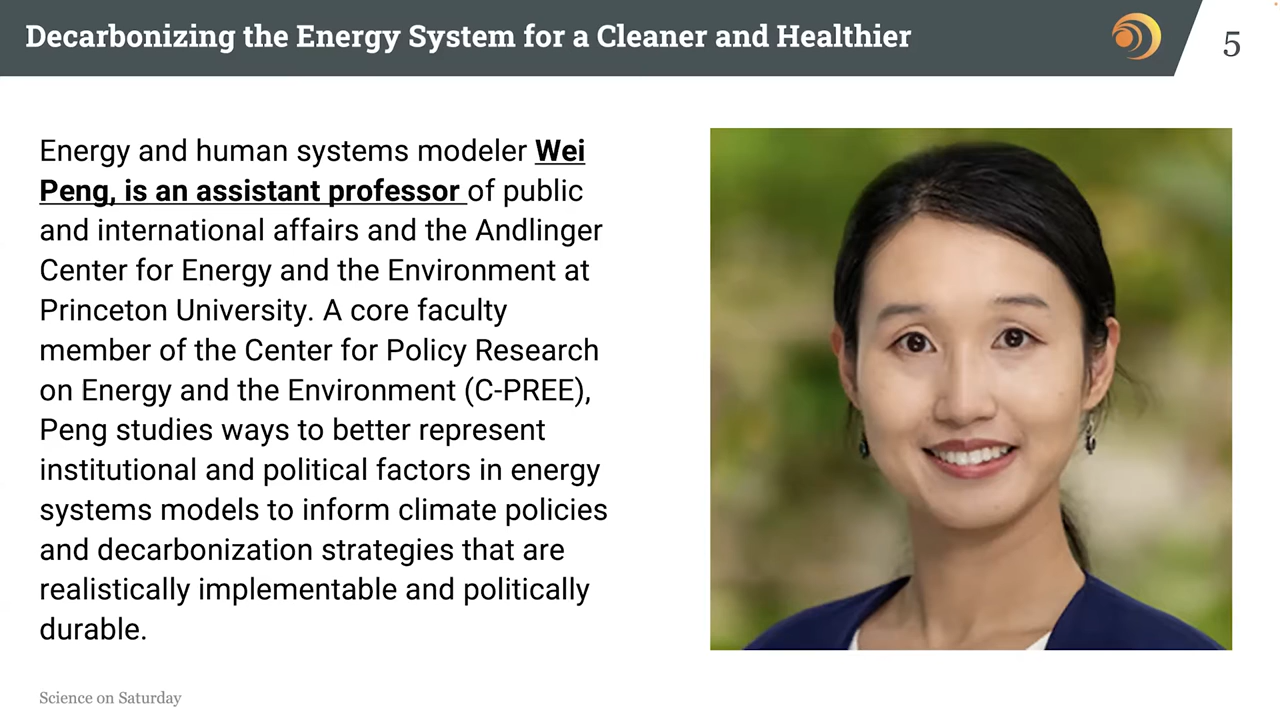 Decarbonizing the Energy System for a Cleaner and Healthier
5
Energy and human systems modeler Wei
Peng, is an assistant professor of public
and international affairs and the Andlinger
Center for Energy and the Environment at
Princeton University. A core faculty
member of the Center for Policy Research
on Energy and the Environment (C-PREE),
Peng studies ways to better represent
institutional and political factors in energy
systems models to inform climate policies
and decarbonization strategies that are
realistically implementable and politically
durable.
Science on Saturday